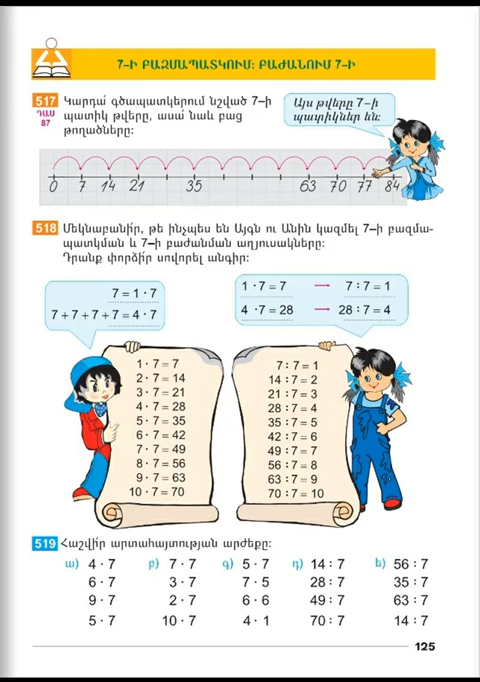 7–Ի ԲԱԶՄԱՊԱՏԿՈՒՄ: ԲԱԺԱՆՈՒՄ 7–Ի
517 Կարդա՛ գծապատկերում նշված 7–ի
ԴԱՍ 87
պատիկ թվերը, ասա՛ նաև բաց
թողածները:
Այս թվերը 7–ի
պատիկներ են:
0 7 14 21 35 63 70 77 84
518 Մեկնաբանի՛ր, թե ինչպես են Այգն ու Անին կազմել 7–ի բազմա-
պատկման և 7–ի բաժանման աղյուսակները:
Դրանք փորձի՛ր սովորել անգիր:
7 = 1 · 7
7 + 7 + 7 + 7 = 4 · 7
1 · 7 = 7 → 7 : 7 = 1
4 · 7 = 28 → 28 : 7 = 4
1 · 7 = 7
2 · 7 = 14
3 · 7 = 21
4 · 7 = 28
5 · 7 = 35
6 · 7 = 42
7 · 7 = 49
8 · 7 = 56
9 · 7 = 63
10 · 7 = 70
7 : 7 = 1
14 : 7 = 2
21 : 7 = 3
28 : 7 = 4
35 : 7 = 5
42 : 7 = 6
49 : 7 = 7
56 : 7 = 8
63 : 7 = 9
70 : 7 = 10
519 Հաշվի՛ր արտահայտության արժեքը:
ա) 4 · 7 բ) 7 · 7 գ) 5 · 7 դ) 14 : 7 ե) 56 : 7
6 · 7 3 · 7 7 · 5 28 : 7 35 : 7
9 · 7 2 · 7 6 · 6 49 : 7 63 : 7
5 · 7 10 · 7 4 · 1 70 : 7 14 : 7
125